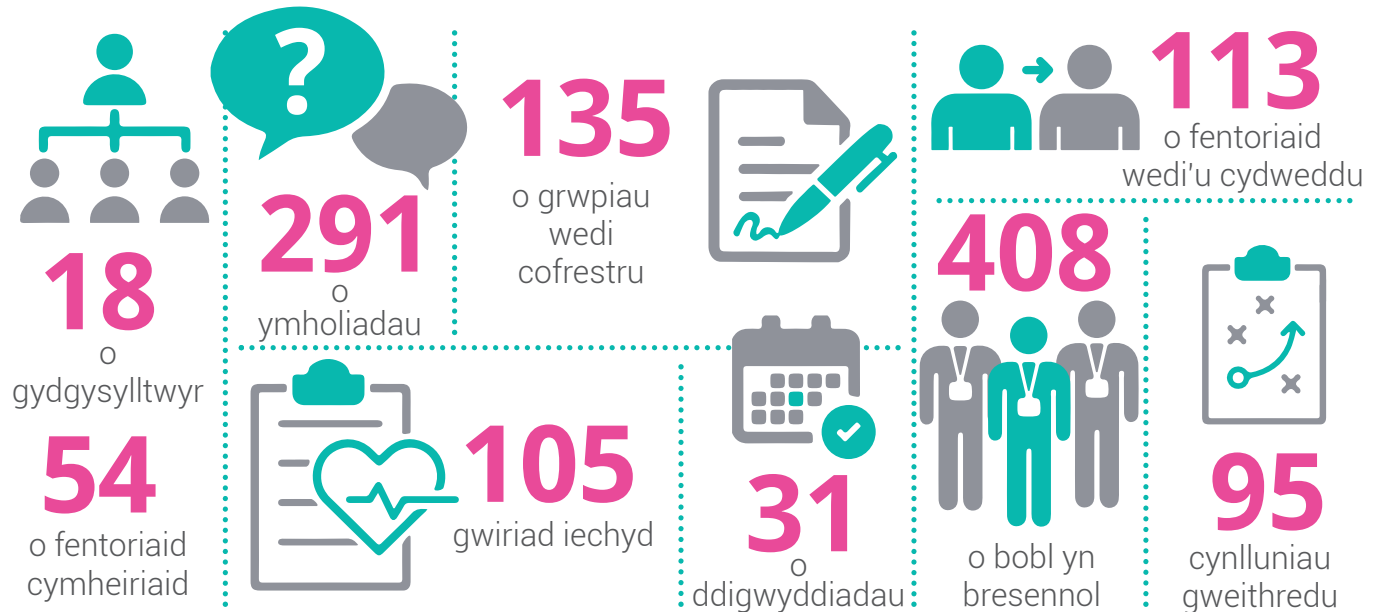 18
o
gydgysylltwyr
54
o fentoriaid
cymheiriaid
?
291
o
ymholiadau
135
o grwpiau
wedi
cofrestru
113
o fentoriaid
wedi'u cydweddu
105
gwiriad iechyd
31
o
ddigwyddiadau
408
o bobl yn
bresennol
95
cynlluniau
gweithredu